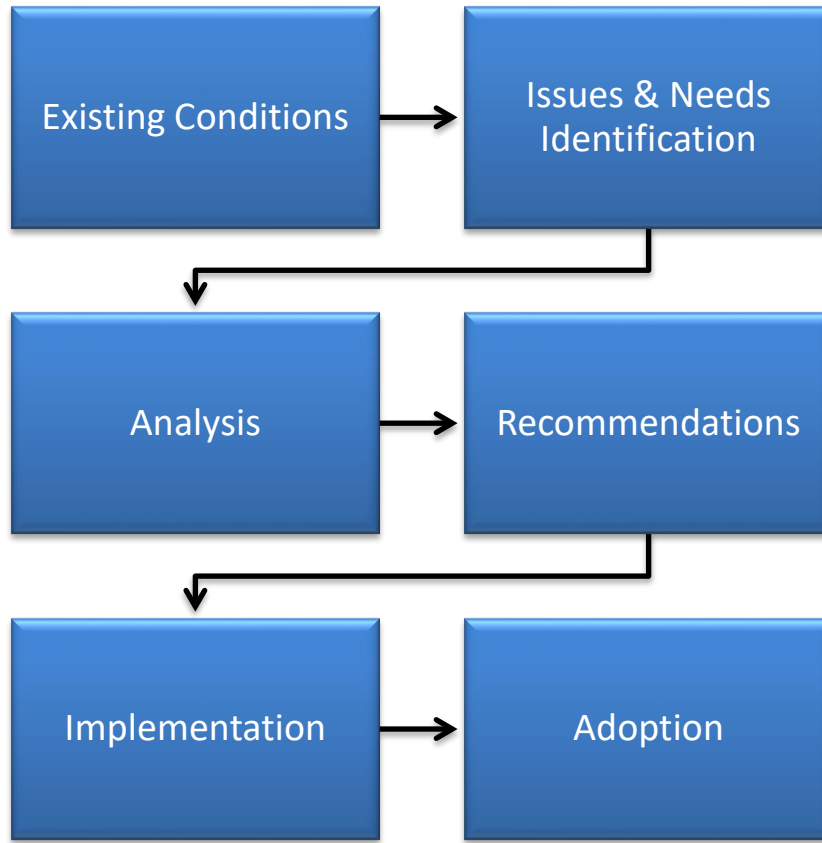 Existing Conditions
Issues & Needs
Identification
Analysis
Recommendations
Implementation
Adoption